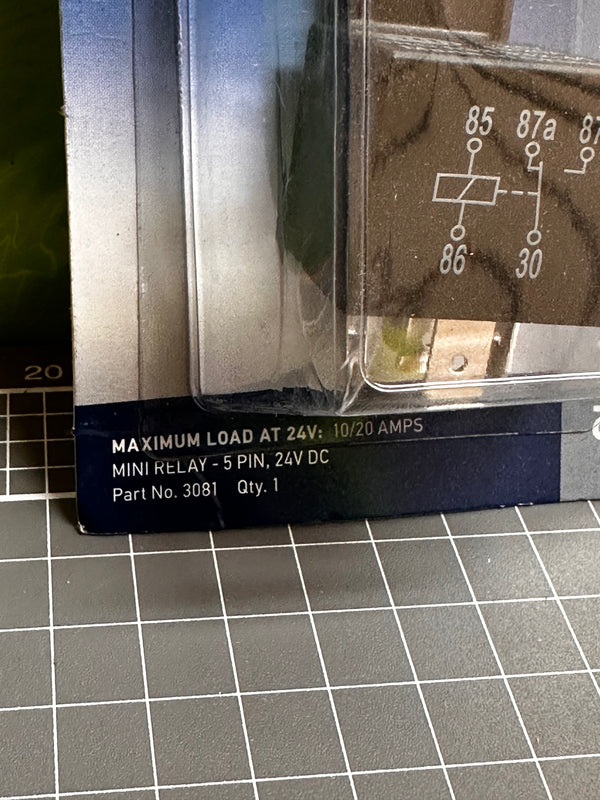 85 87a 87
86 30
20
MAXIMUM LOAD AT 24V: 10/20 AMPS
MINI RELAY - 5 PIN, 24V DC
Part No. 3081 Qty. 1